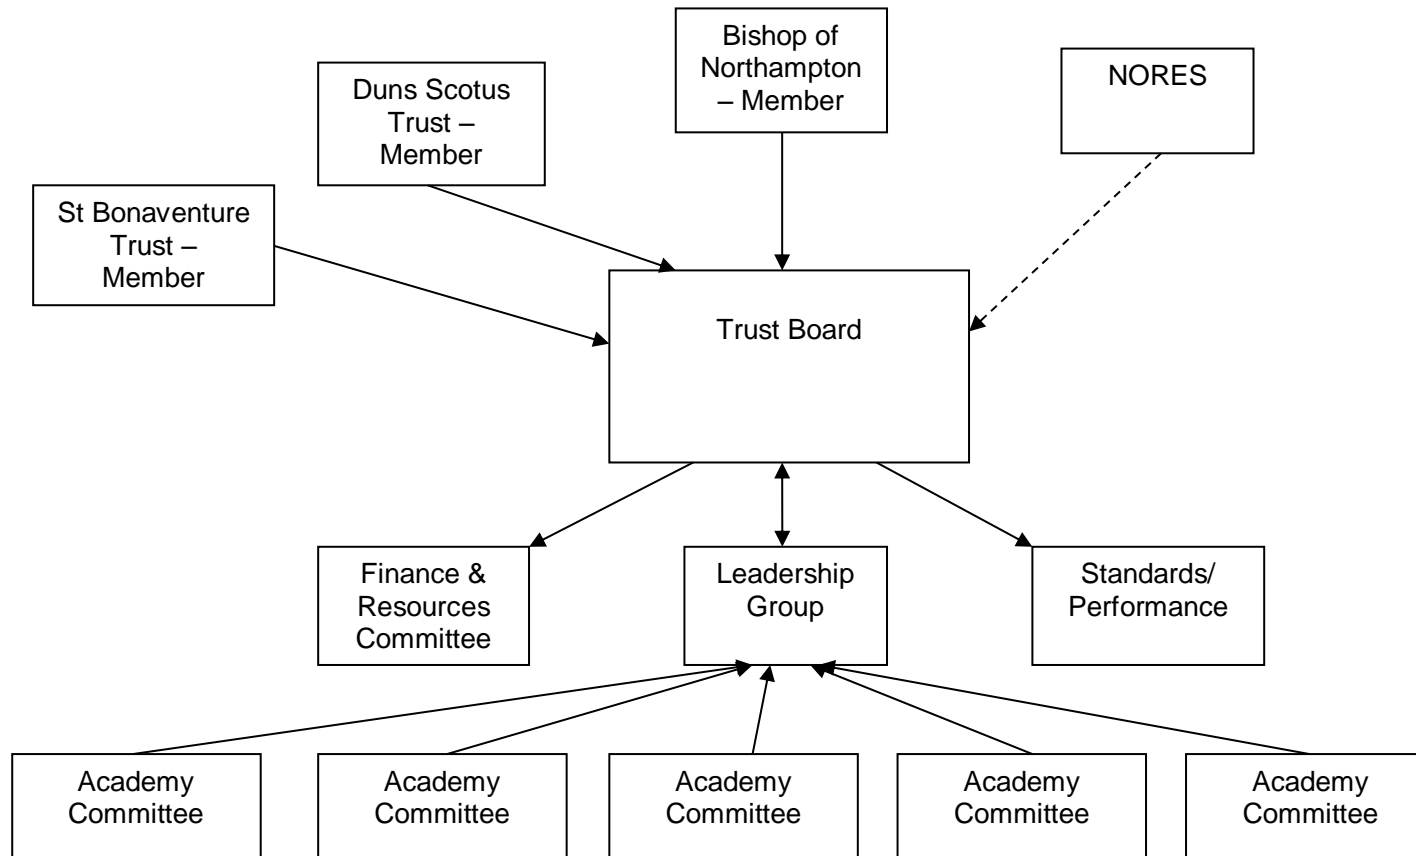 Bishop of
Northampton
– Member
NORES
Duns Scotus
Trust –
Member
St Bonaventure
Trust –
Member
Trust Board
Finance &
Resources
Committee
Leadership
Group
Standards/
Performance
Academy
Committee
Academy
Committee
Academy
Committee
Academy
Committee
Academy
Committee